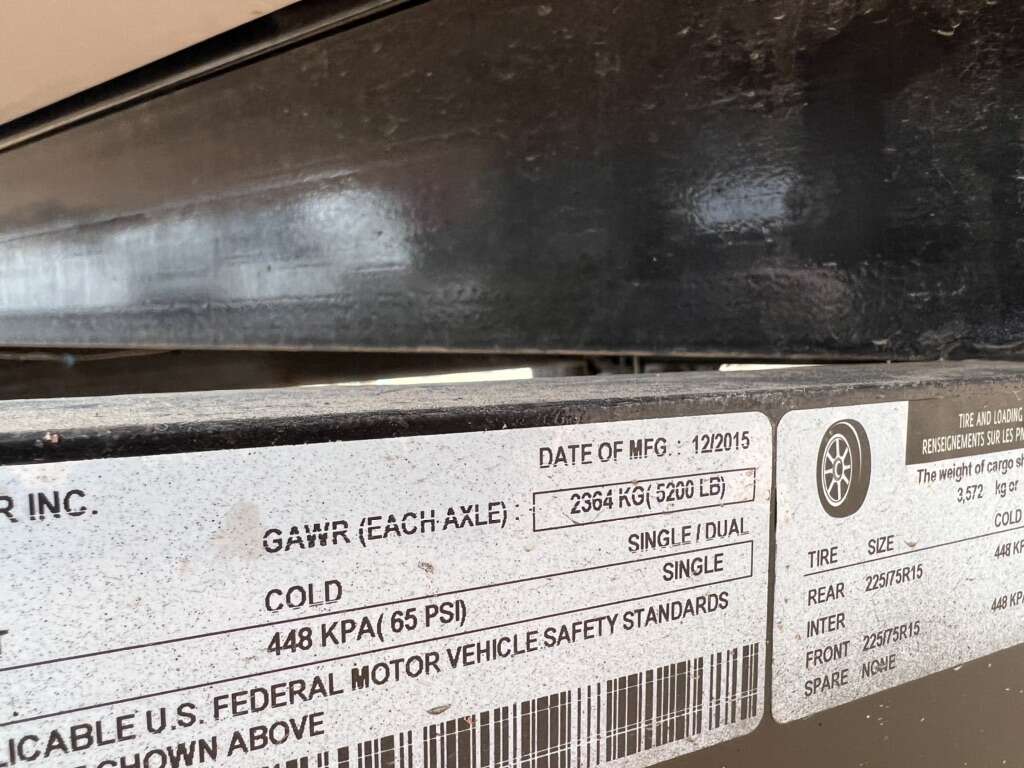 R INC.
DATE OF MFG. : 12/2015
GAWR (EACH AXLE) : 2364 KG( 5200 LB)
COLD
SINGLE / DUAL
T
448 KPA( 65 PSI)
SINGLE
LICABLE U.S. FEDERAL MOTOR VEHICLE SAFETY STANDARDS
SHOWN ABOVE
TIRE AND LOADING
RENSEIGNEMENTS SUR LES PN
The weight of cargo sh
3,572 kg or
COLD
TIRE SIZE
REAR 225/75R15 448 KP
INTER
FRONT 225/75R15 448 KPA
SPARE NONE